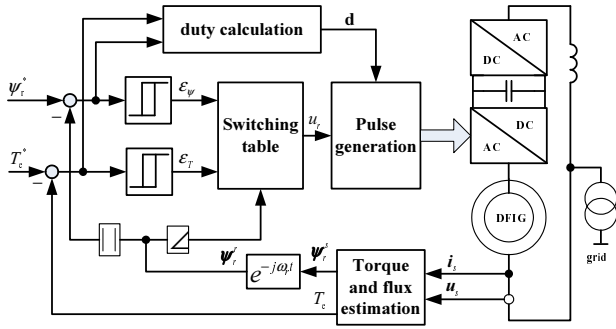 duty calculation
d
AC
DC
ψr*
−
εψ
Switching
table
ur
Pulse
generation
DC
AC
Te*
−
εT
DFIG
grid
| |
∠
ψrr
e−jωrt
ψrs
Torque
and flux
estimation
is
us
Te